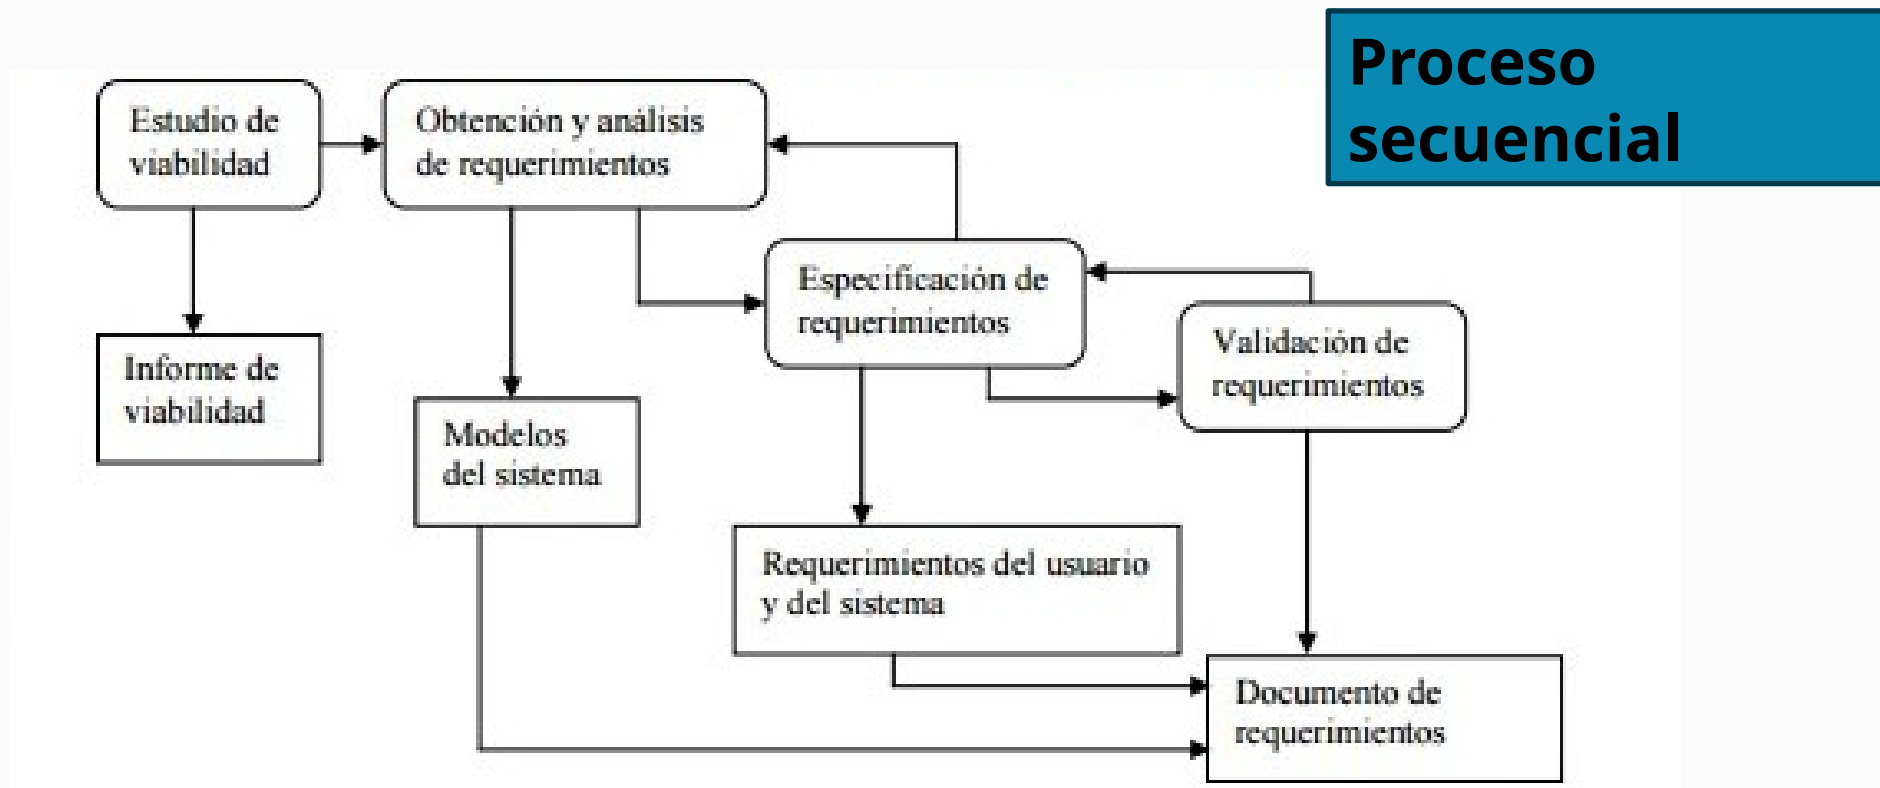 Proceso
secuencial
Estudio de
viabilidad
Obtención y análisis
de requerimientos
Especificación de
requerimientos
Validación de
requerimientos
Informe de
viabilidad
Modelos
del sistema
Requerimientos del usuario
y del sistema
Documento de
requerimientos